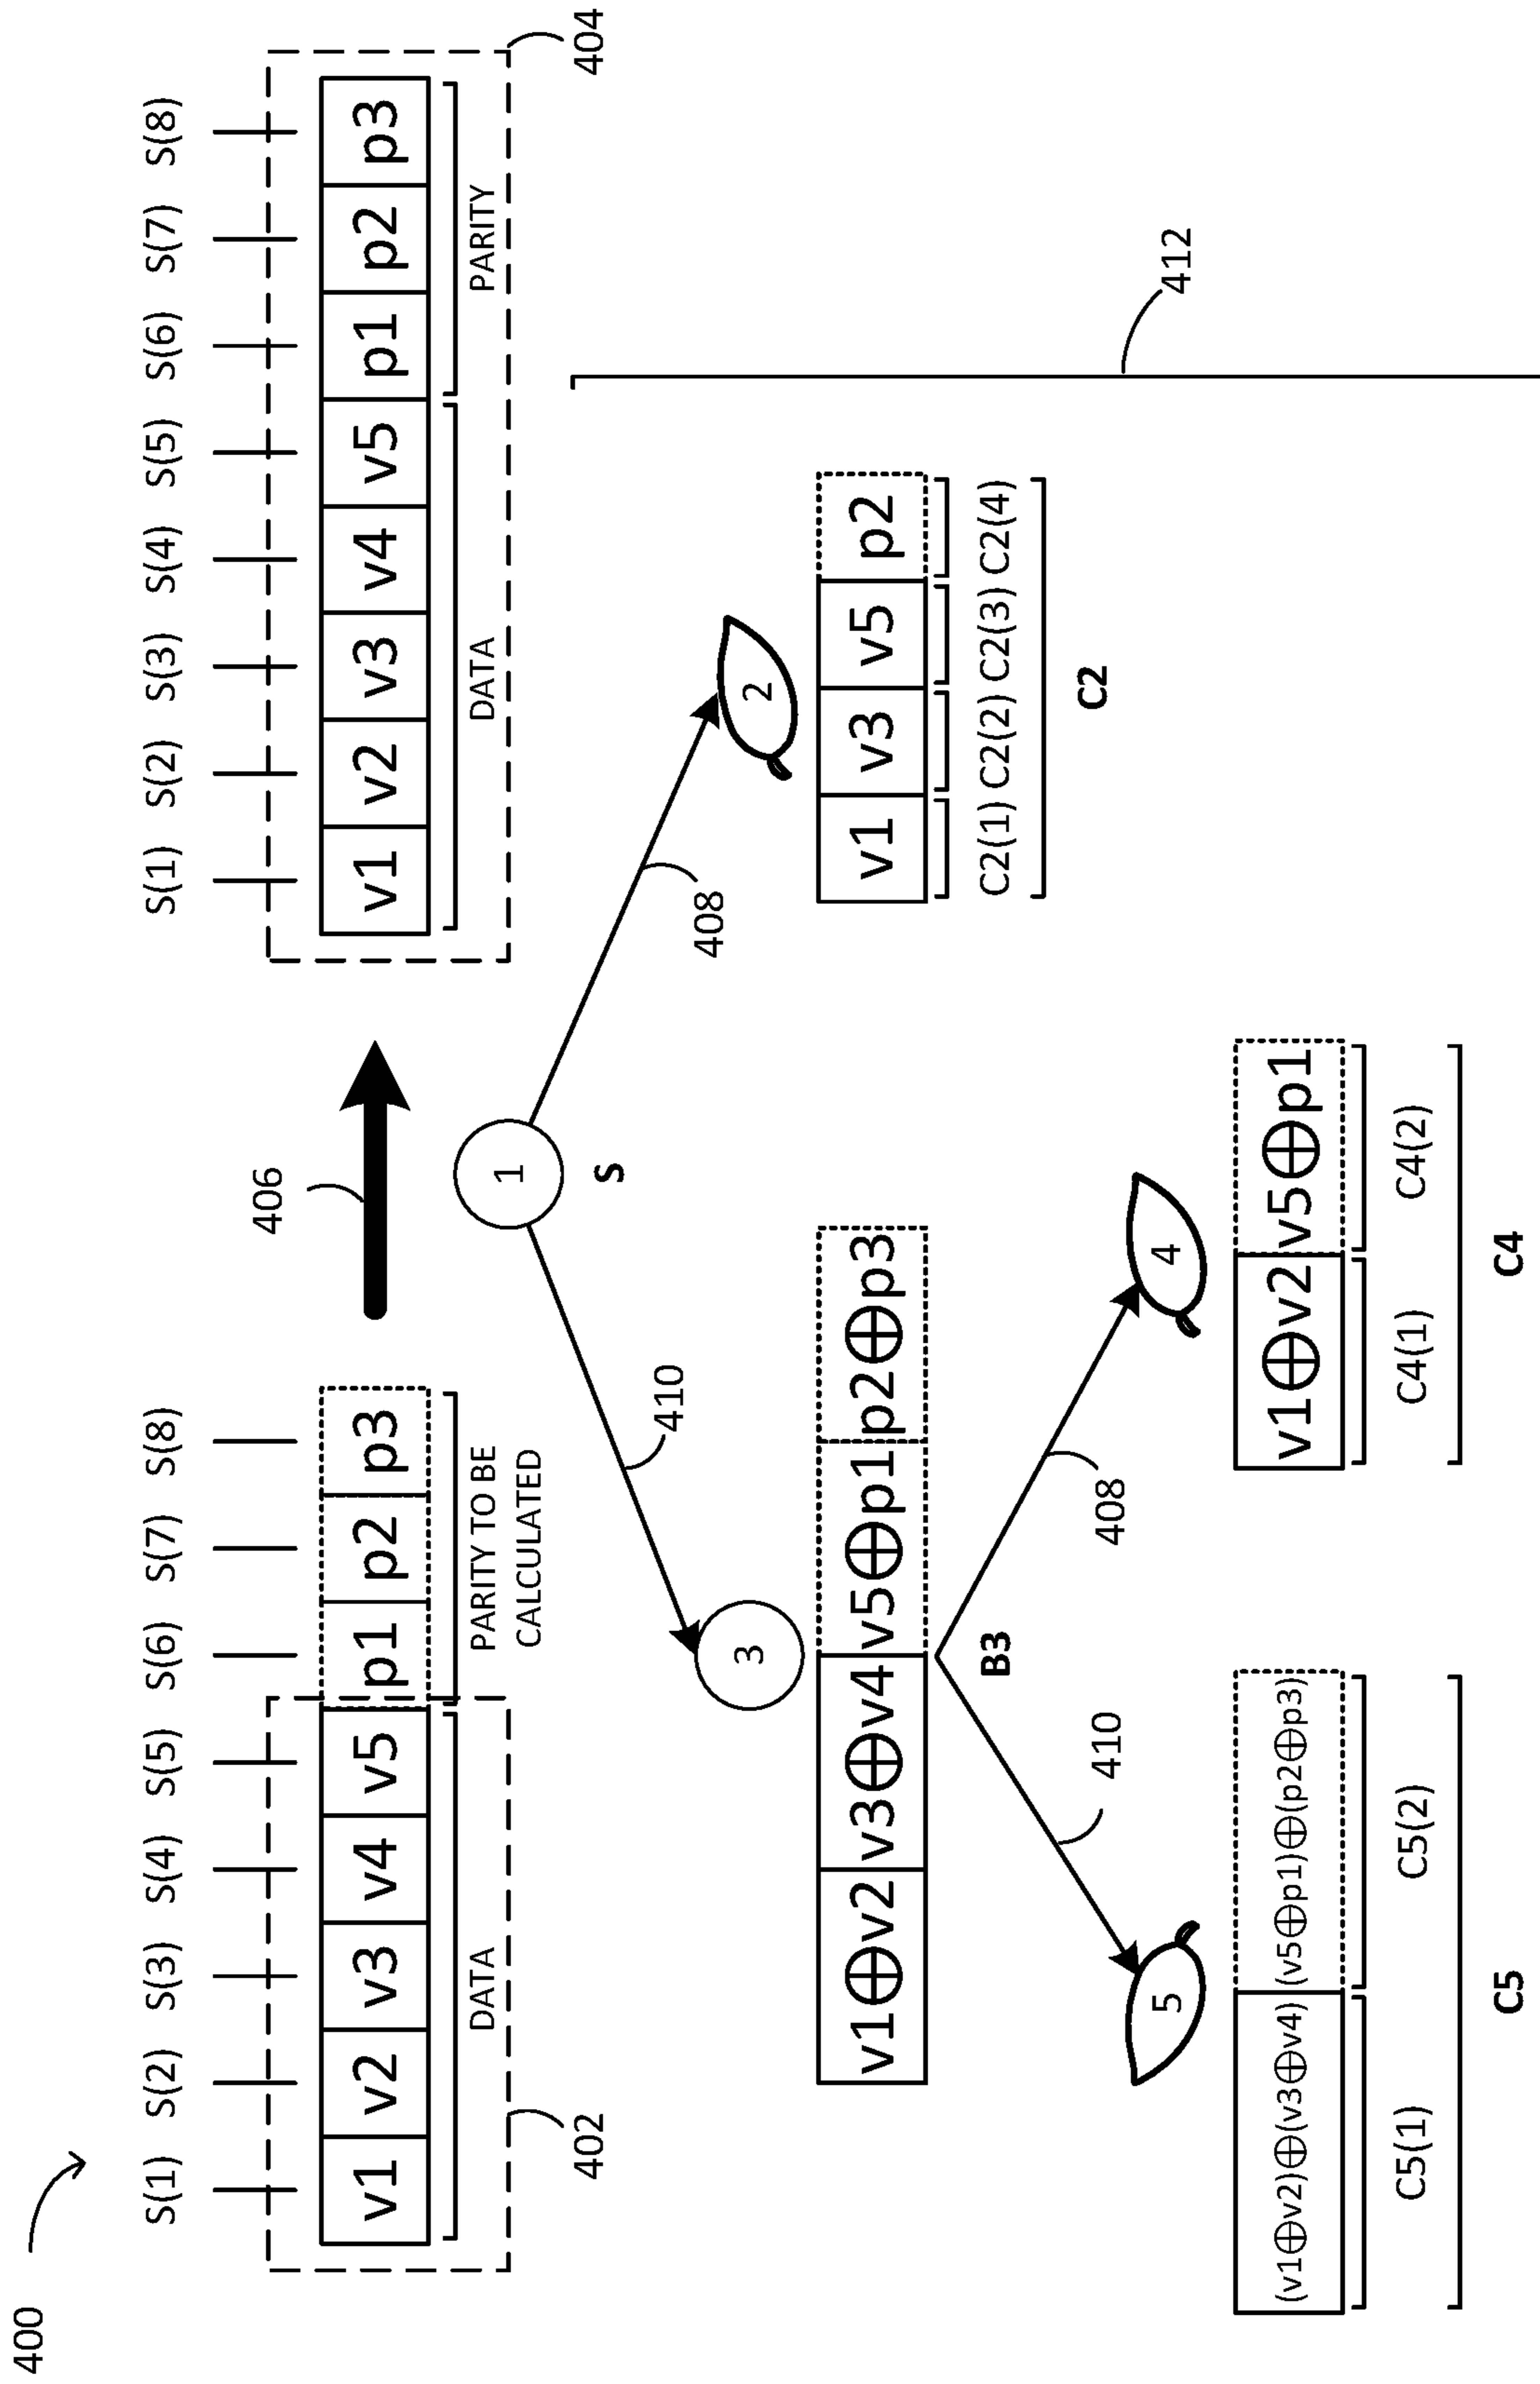 400
S(1) S(2) S(3) S(4) S(5) S(6) S(7) S(8)
v1 v2 v3 v4 v5 p1 p2 p3
DATA
PARITY TO BE
CALCULATED
402
406
S(1) S(2) S(3) S(4) S(5) S(6) S(7) S(8)
v1 v2 v3 v4 v5 p1 p2 p3
DATA
PARITY
404
1
S
410
408
3
v1⊕v2 v3⊕v4 v5⊕p1 p2⊕p3
B3
2
v1 v3 v5 p2
C2(1) C2(2) C2(3) C2(4)
C2
412
410
408
5
(v1⊕v2)⊕(v3⊕v4) (v5⊕p1)⊕(p2⊕p3)
C5(1) C5(2)
C5
4
v1⊕v2 v5⊕p1
C4(1) C4(2)
C4